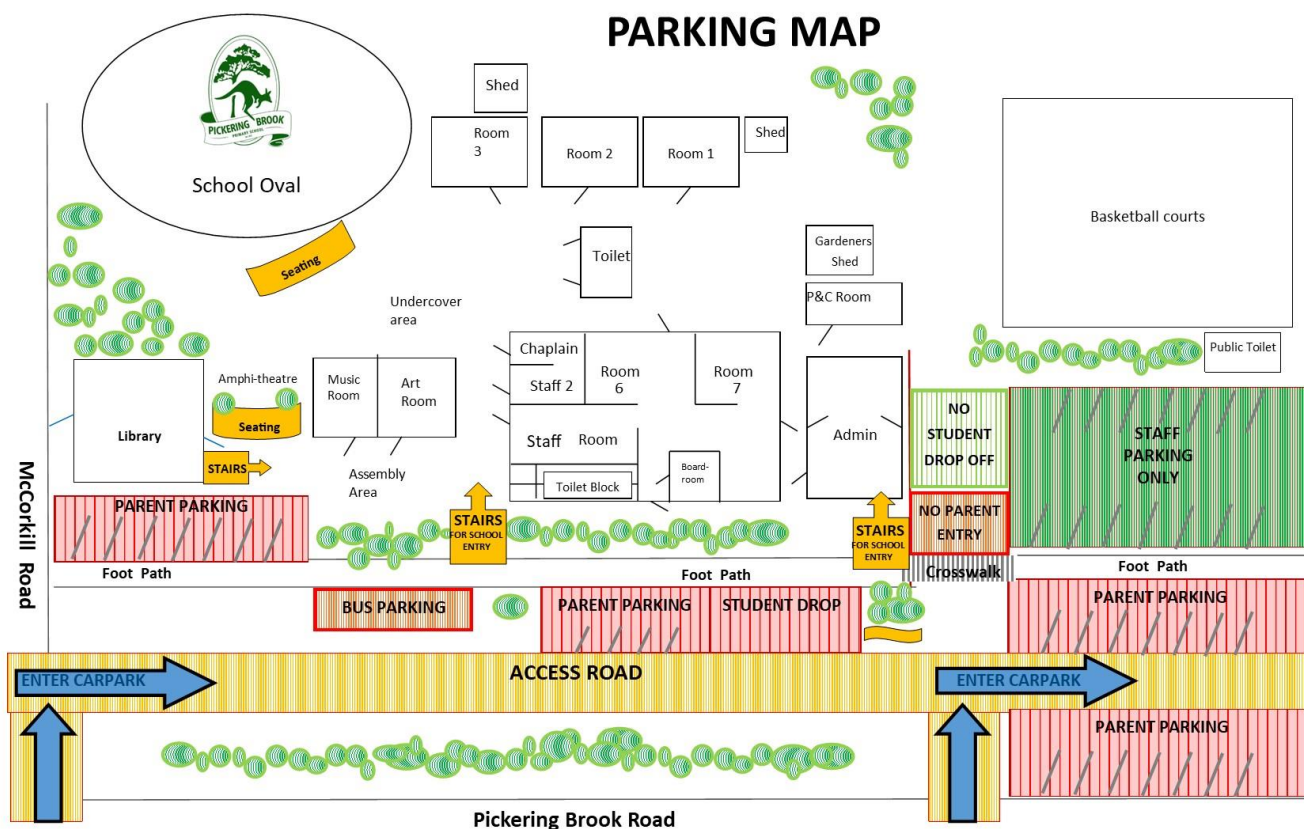 PARKING MAP
PICKERING BROOK
PRIMARY SCHOOL
School Oval
Shed
Room
3
Room 2
Room 1
Shed
Basketball courts
Seating
Toilet
Gardeners
Shed
P&C Room
Undercover
area
Public Toilet
Chaplain
Staff 2
Room
6
Room
7
Amphi-theatre
Seating
Music
Room
Art
Room
Library
STAIRS
Assembly
Area
Staff Room
Toilet Block
Board-
room
Admin
NO
STUDENT
DROP OFF
STAFF
PARKING
ONLY
McCorkill Road
PARENT PARKING
STAIRS
FOR SCHOOL
ENTRY
STAIRS
FOR SCHOOL
ENTRY
NO PARENT
ENTRY
Foot Path
Foot Path
Crosswalk
Foot Path
BUS PARKING
PARENT PARKING
STUDENT DROP
PARENT PARKING
ENTER CARPARK
ACCESS ROAD
ENTER CARPARK
PARENT PARKING
Pickering Brook Road